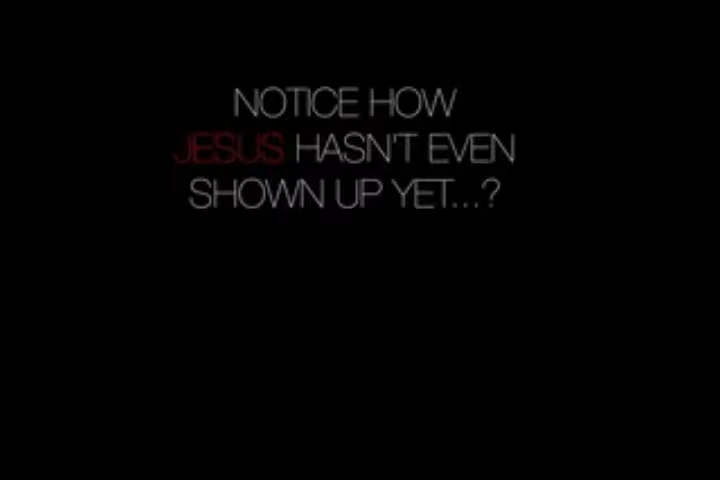 NOTICE HOW
JESUS HASN'T EVEN
SHOWN UP YET...?